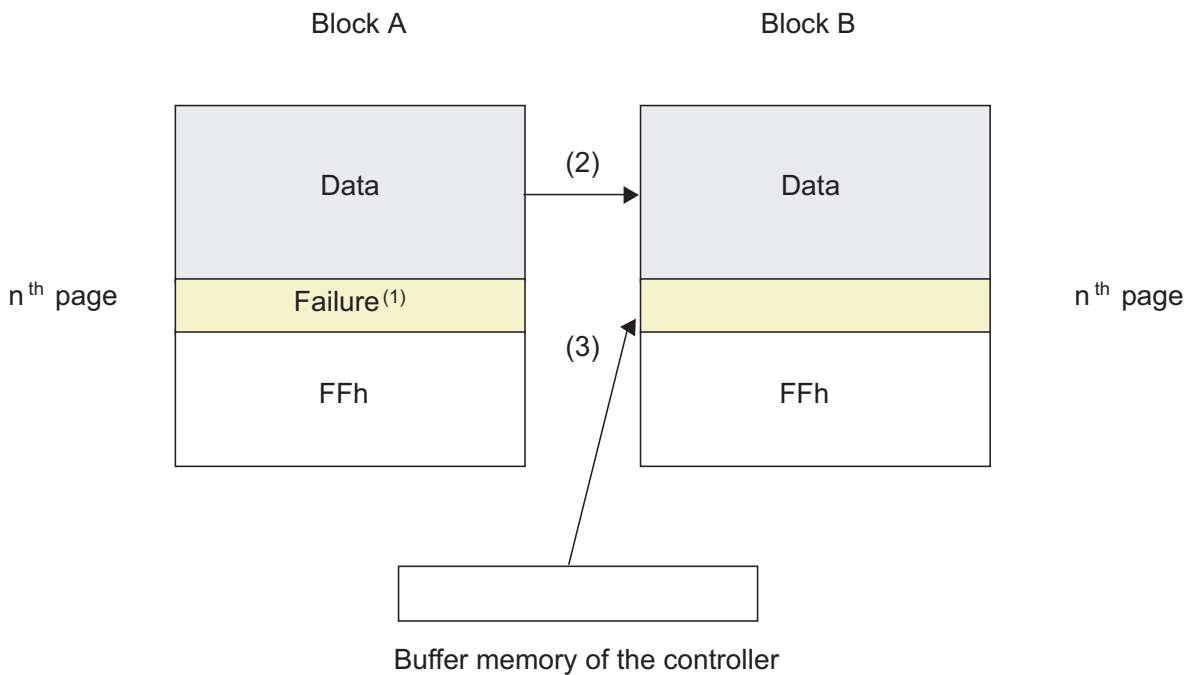 Block A
Block B
Data
(2)
Data
n th page
Failure (1)
n th page
(3)
FFh
FFh
Buffer memory of the controller